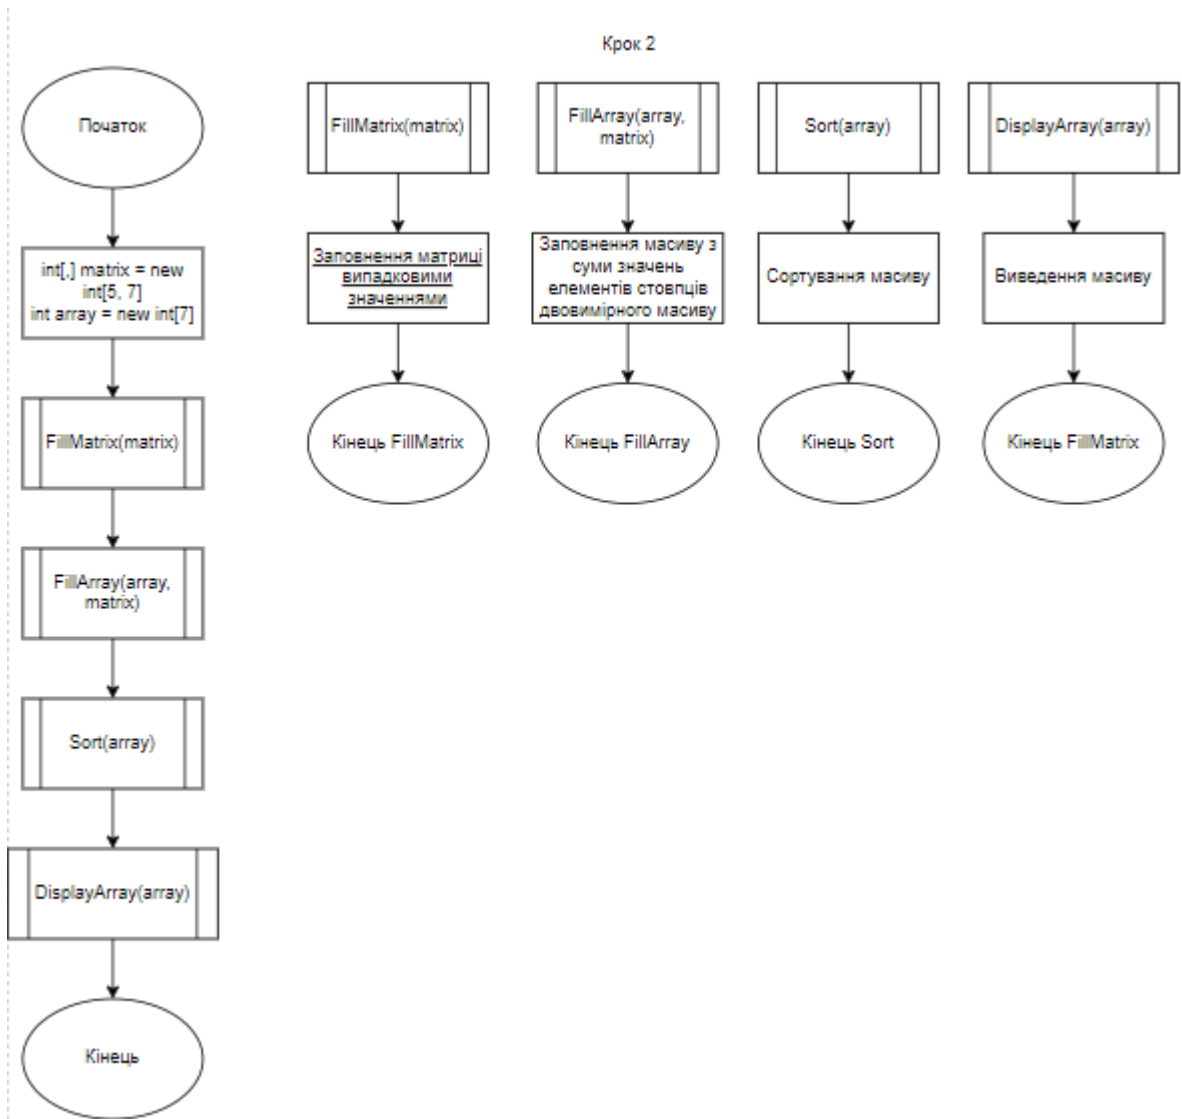 Крок 2
Початок
int[,] matrix = new
int[5, 7]
int array = new int[7]
FillMatrix(matrix)
FillArray(array,
matrix)
Sort(array)
DisplayArray(array)
Кінець
FillMatrix(matrix)
Заповнення матриці
випадковими
значеннями
Кінець FillMatrix
FillArray(array,
matrix)
Заповнення масиву з
суми значень
елементів стовпців
двовимірного масиву
Кінець FillArray
Sort(array)
Сортування масиву
Кінець Sort
DisplayArray(array)
Виведення масиву
Кінець FillMatrix